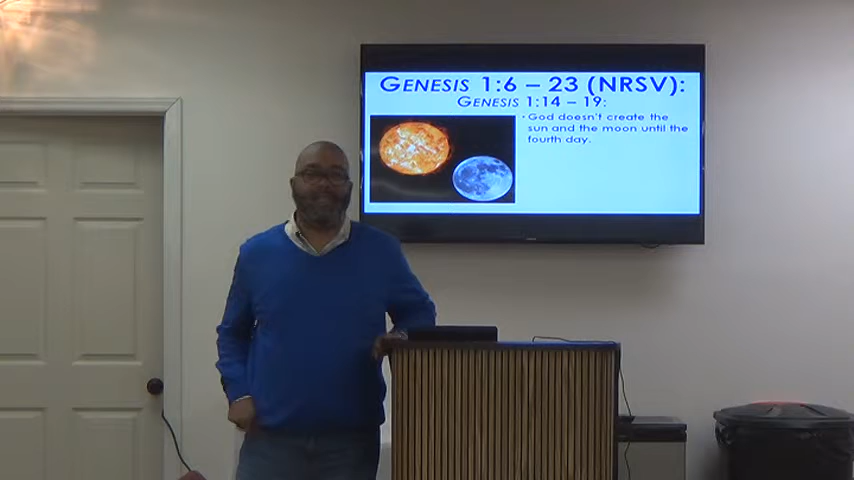 GENESIS 1:6 – 23 (NRSV):
GENESIS 1:14 – 19:
• God doesn't create the
sun and the moon until the
fourth day.